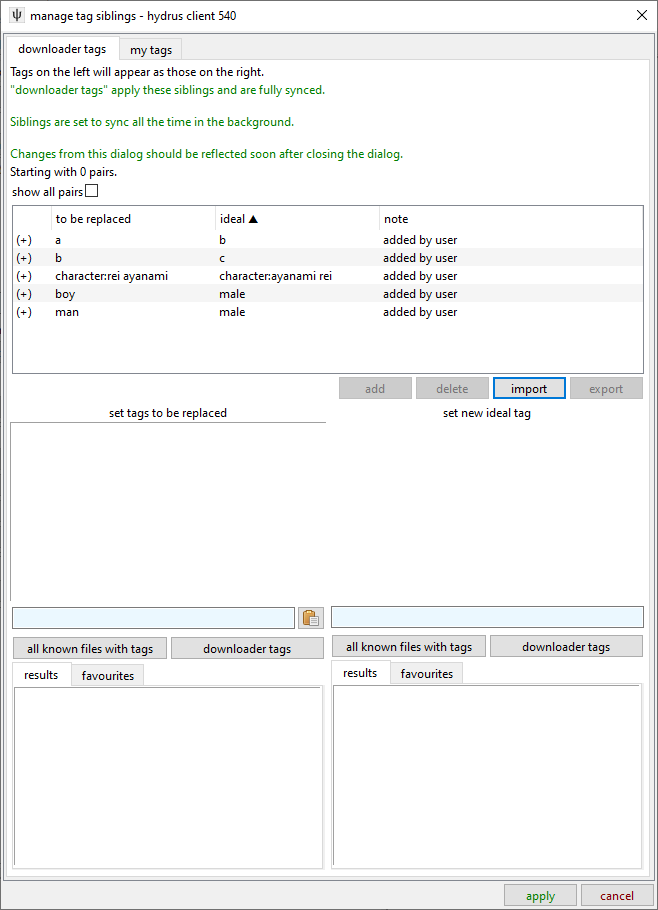 ψ manage tag siblings - hydrus client 540
downloader tags my tags
Tags on the left will appear as those on the right.
"downloader tags" apply these siblings and are fully synced.
Siblings are set to sync all the time in the background.
Changes from this dialog should be reflected soon after closing the dialog.
Starting with 0 pairs.
show all pairs
to be replaced ideal ▲ note
(+) a b added by user
(+) b c added by user
(+) character:rei ayanami character:ayanami rei added by user
(+) boy male added by user
(+) man male added by user
add delete import export
set tags to be replaced set new ideal tag
all known files with tags downloader tags all known files with tags downloader tags
results favourites results favourites
apply cancel